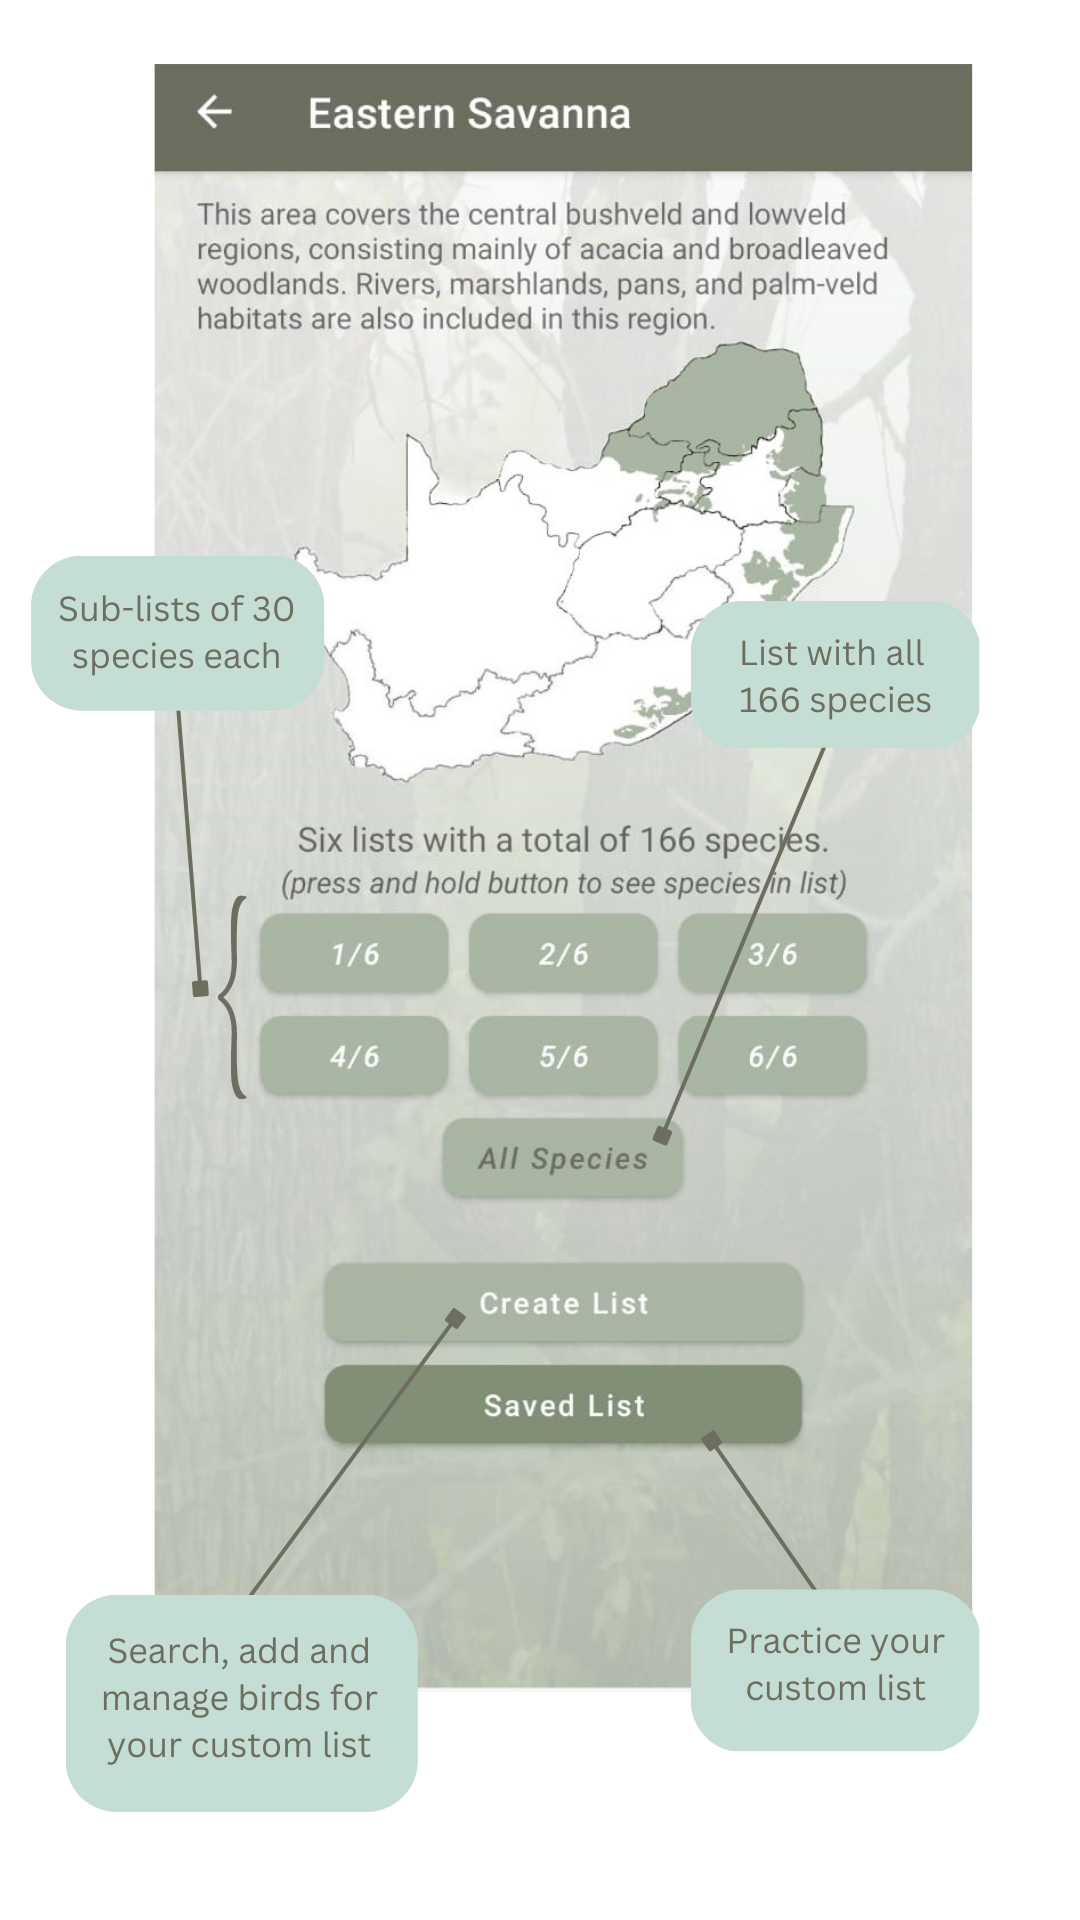 Eastern Savanna
This area covers the central bushveld and lowveld
regions, consisting mainly of acacia and broadleaved
woodlands. Rivers, marshlands, pans, and palm-veld
habitats are also included in this region.
Sub-lists of 30
species each
List with all
166 species
Six lists with a total of 166 species.
(press and hold button to see species in list)
1/6
2/6
3/6
4/6
5/6
6/6
All Species
Create List
Saved List
Search, add and
manage birds for
your custom list
Practice your
custom list